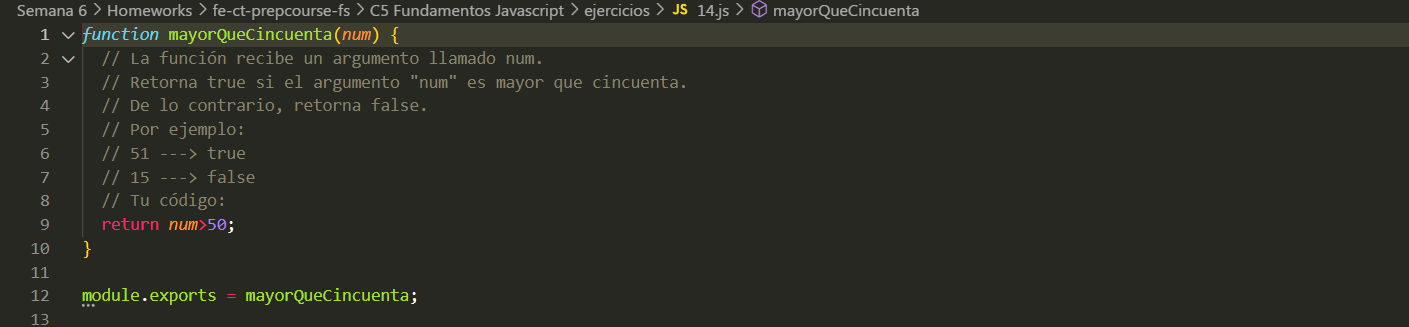 Semana 6 > Homeworks > fe-ct-prepcourse-fs > C5 Fundamentos Javascript > ejercicios > JS 14.js > mayorQueCincuenta
1 function mayorQueCincuenta(num) {
2 // La función recibe un argumento llamado num.
3 // Retorna true si el argumento "num" es mayor que cincuenta.
4 // De lo contrario, retorna false.
5 // Por ejemplo:
6 // 51 ---> true
7 // 15 ---> false
8 // Tu código:
9 return num>50;
10 }
11
12 module.exports = mayorQueCincuenta;
13